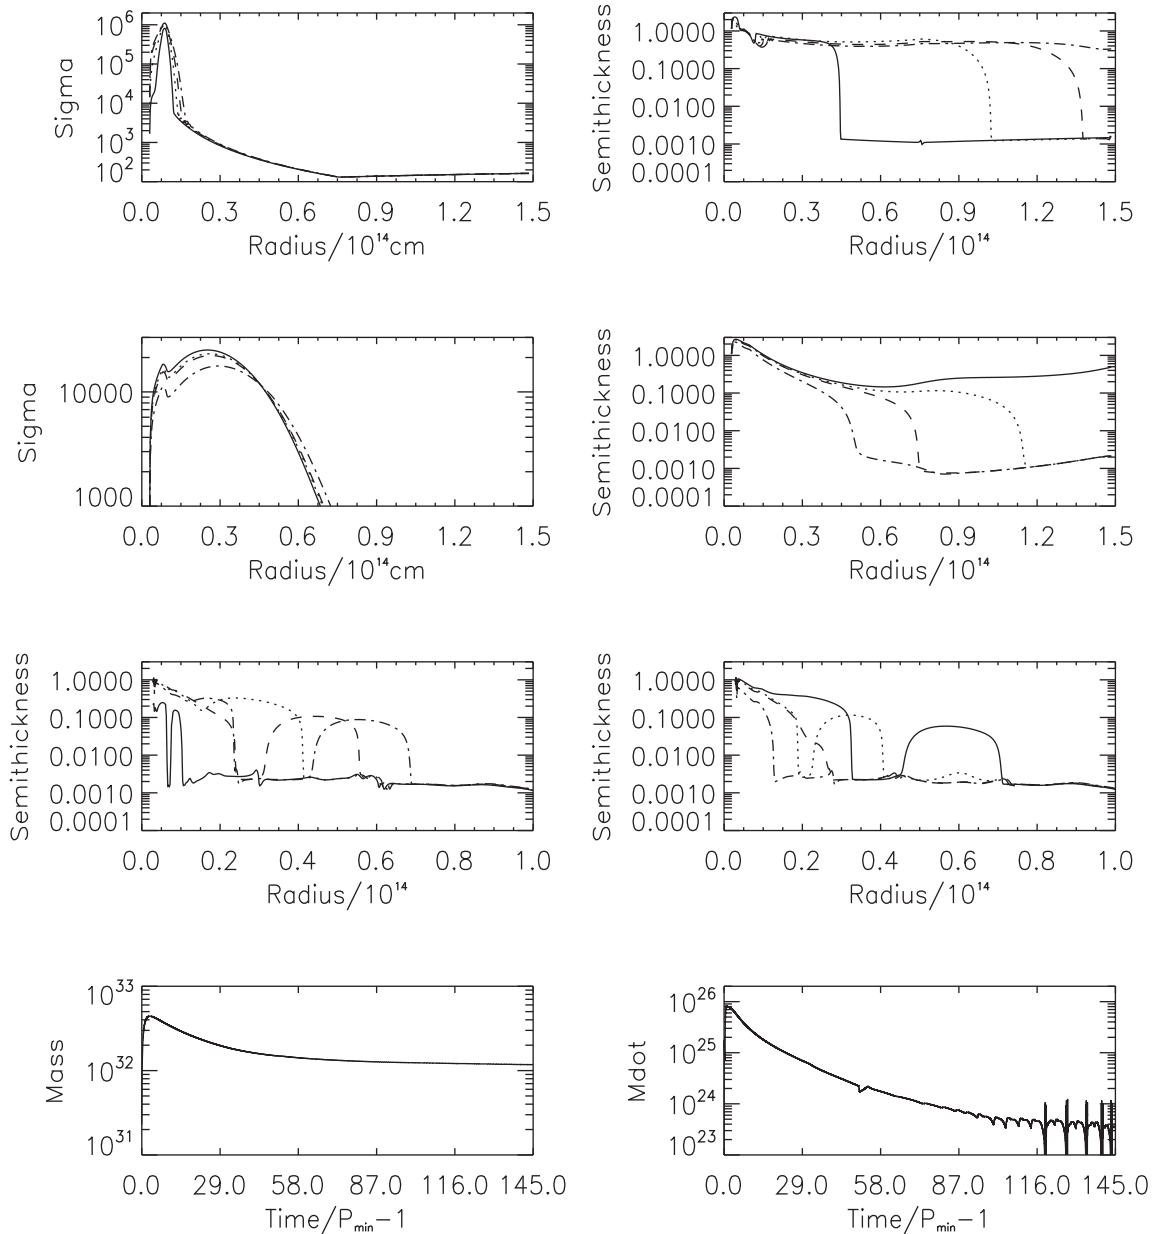 Sigma
10^6
10^5
10^4
10^3
10^2
0.0 0.3 0.6 0.9 1.2 1.5
Radius/10^14cm
Semithickness
1.0000
0.1000
0.0100
0.0010
0.0001
0.0 0.3 0.6 0.9 1.2 1.5
Radius/10^14
Sigma
10000
1000
0.0 0.3 0.6 0.9 1.2 1.5
Radius/10^14cm
Semithickness
1.0000
0.1000
0.0100
0.0010
0.0001
0.0 0.3 0.6 0.9 1.2 1.5
Radius/10^14
Semithickness
1.0000
0.1000
0.0100
0.0010
0.0001
0.0 0.2 0.4 0.6 0.8 1.0
Radius/10^14
Semithickness
1.0000
0.1000
0.0100
0.0010
0.0001
0.0 0.2 0.4 0.6 0.8 1.0
Radius/10^14
Mass
10^33
10^32
10^31
0.0 29.0 58.0 87.0 116.0 145.0
Time/P_min-1
Mdot
10^26
10^25
10^24
10^23
0.0 29.0 58.0 87.0 116.0 145.0
Time/P_min-1